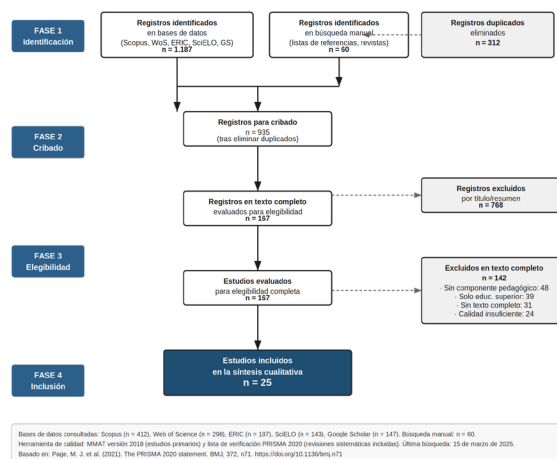 FASE 1
Identificación
Registros identificados
en bases de datos
(Scopus, WoS, ERIC, SciELO, GS)
n = 1.187
Registros identificados
en búsqueda manual
(listas de referencias, revistas)
n = 60
Registros duplicados
eliminados
n = 312
FASE 2
Cribado
Registros para cribado
n = 935
(tras eliminar duplicados)
Registros en texto completo
evaluados para elegibilidad
n = 167
Registros excluidos
por título/resumen
n = 768
FASE 3
Elegibilidad
Estudios evaluados
para elegibilidad completa
n = 167
Excluidos en texto completo
n = 142
· Sin componente pedagógico: 48
· Solo educ. superior: 39
· Sin texto completo: 31
· Calidad insuficiente: 24
FASE 4
Inclusión
Estudios incluidos
en la síntesis cualitativa
n = 25
Bases de datos consultadas: Scopus (n = 412), Web of Science (n = 298), ERIC (n = 187), SciELO (n = 143), Google Scholar (n = 147). Búsqueda manual: n = 60.
Herramienta de calidad: MMAT versión 2018 (estudios primarios) y lista de verificación PRISMA 2020 (revisiones sistemáticas incluidas). Última búsqueda: 15 de marzo de 2025.
Basado en: Page, M. J. et al. (2021). The PRISMA 2020 statement. BMJ, 372, n71. https://doi.org/10.1136/bmj.n71